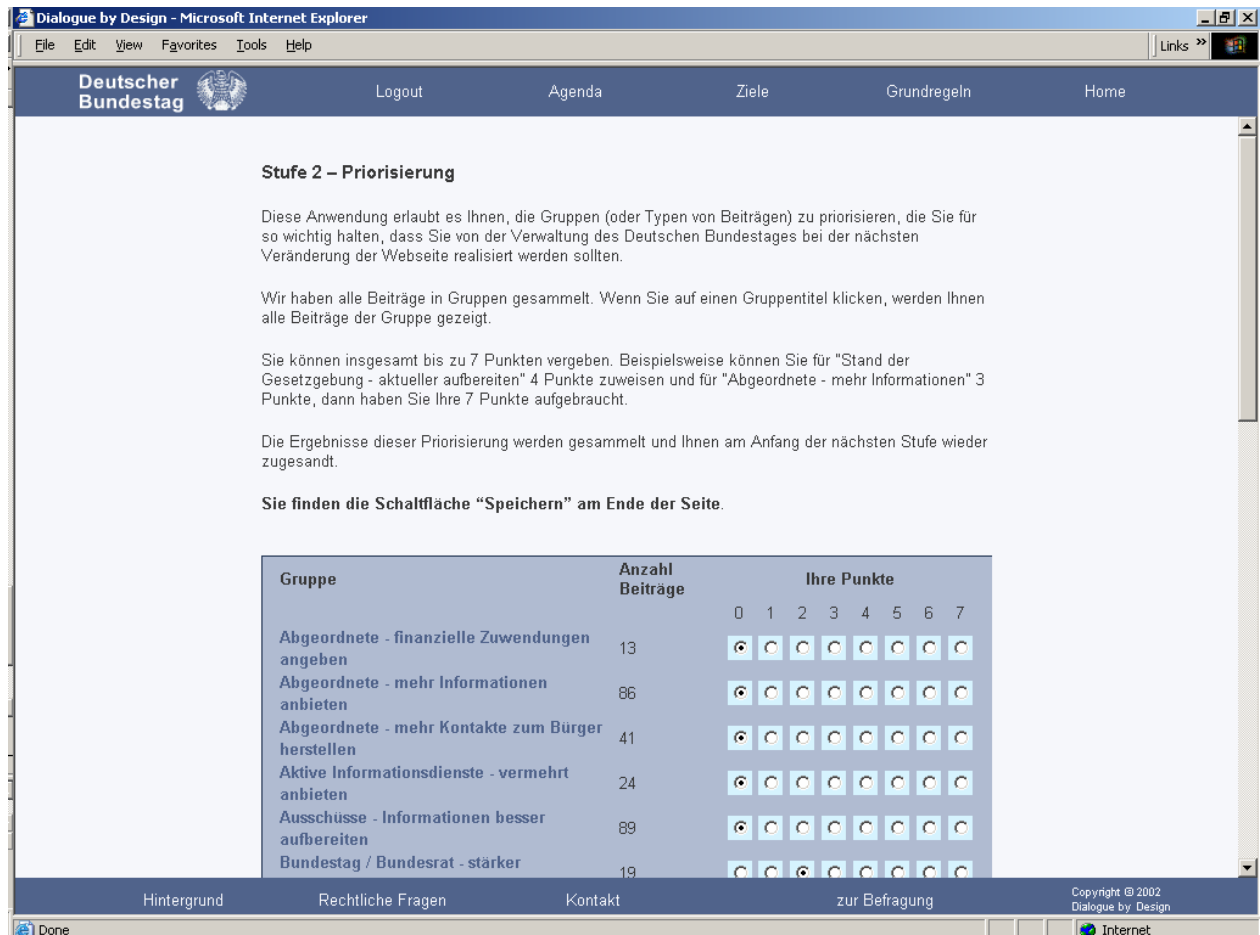 Dialogue by Design - Microsoft Internet Explorer
File Edit View Favorites Tools Help
Links »
Deutscher
Bundestag
Logout Agenda Ziele Grundregeln Home
Stufe 2 – Priorisierung
Diese Anwendung erlaubt es Ihnen, die Gruppen (oder Typen von Beiträgen) zu priorisieren, die Sie für
so wichtig halten, dass Sie von der Verwaltung des Deutschen Bundestages bei der nächsten
Veränderung der Webseite realisiert werden sollten.
Wir haben alle Beiträge in Gruppen gesammelt. Wenn Sie auf einen Gruppentitel klicken, werden Ihnen
alle Beiträge der Gruppe gezeigt.
Sie können insgesamt bis zu 7 Punkten vergeben. Beispielsweise können Sie für "Stand der
Gesetzgebung - aktueller aufbereiten" 4 Punkte zuweisen und für "Abgeordnete - mehr Informationen" 3
Punkte, dann haben Sie Ihre 7 Punkte aufgebraucht.
Die Ergebnisse dieser Priorisierung werden gesammelt und Ihnen am Anfang der nächsten Stufe wieder
zugesandt.
Sie finden die Schaltfläche “Speichern” am Ende der Seite.
Gruppe Anzahl Beiträge Ihre Punkte
0 1 2 3 4 5 6 7
Abgeordnete - finanzielle Zuwendungen
angeben 13
Abgeordnete - mehr Informationen
anbieten 86
Abgeordnete - mehr Kontakte zum Bürger
herstellen 41
Aktive Informationsdienste - vermehrt
anbieten 24
Ausschüsse - Informationen besser
aufbereiten 89
Bundestag / Bundesrat - stärker 19
Hintergrund Rechtliche Fragen Kontakt zur Befragung
Copyright © 2002
Dialogue by Design
Done Internet